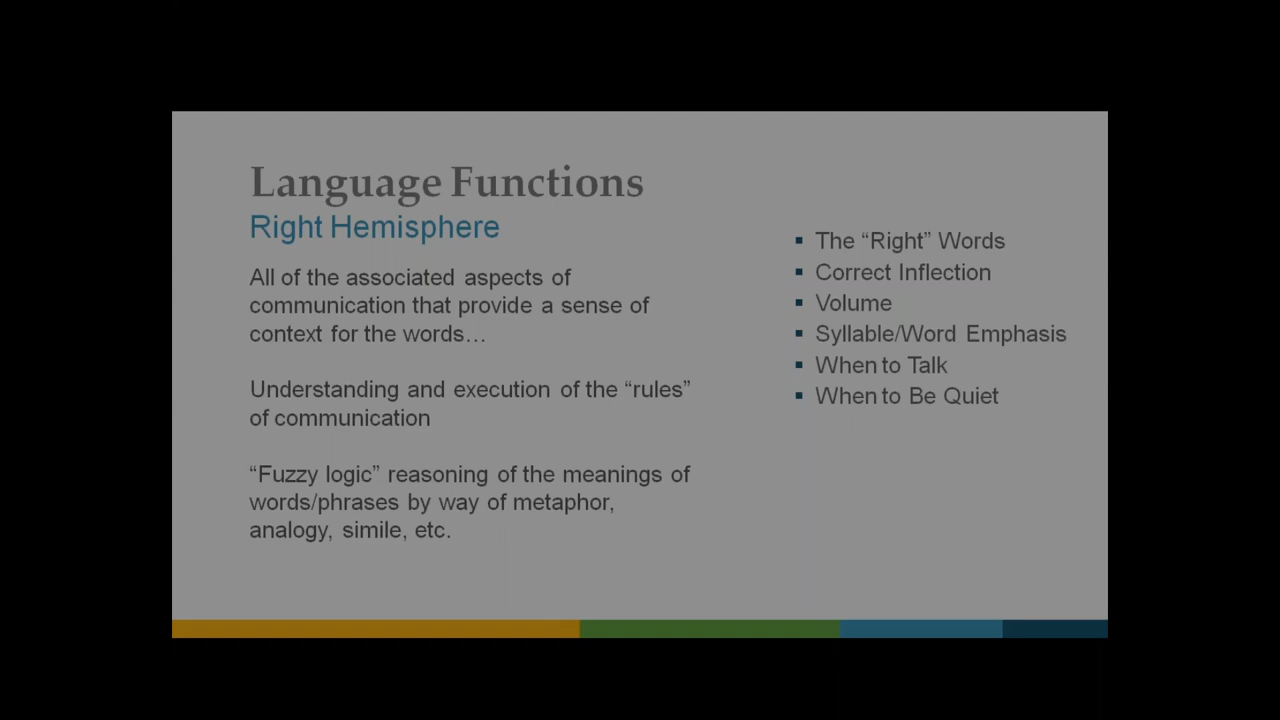 Language Functions
Right Hemisphere
All of the associated aspects of
communication that provide a sense of
context for the words…
Understanding and execution of the “rules”
of communication
“Fuzzy logic” reasoning of the meanings of
words/phrases by way of metaphor,
analogy, simile, etc.
▪ The “Right” Words
▪ Correct Inflection
▪ Volume
▪ Syllable/Word Emphasis
▪ When to Talk
▪ When to Be Quiet